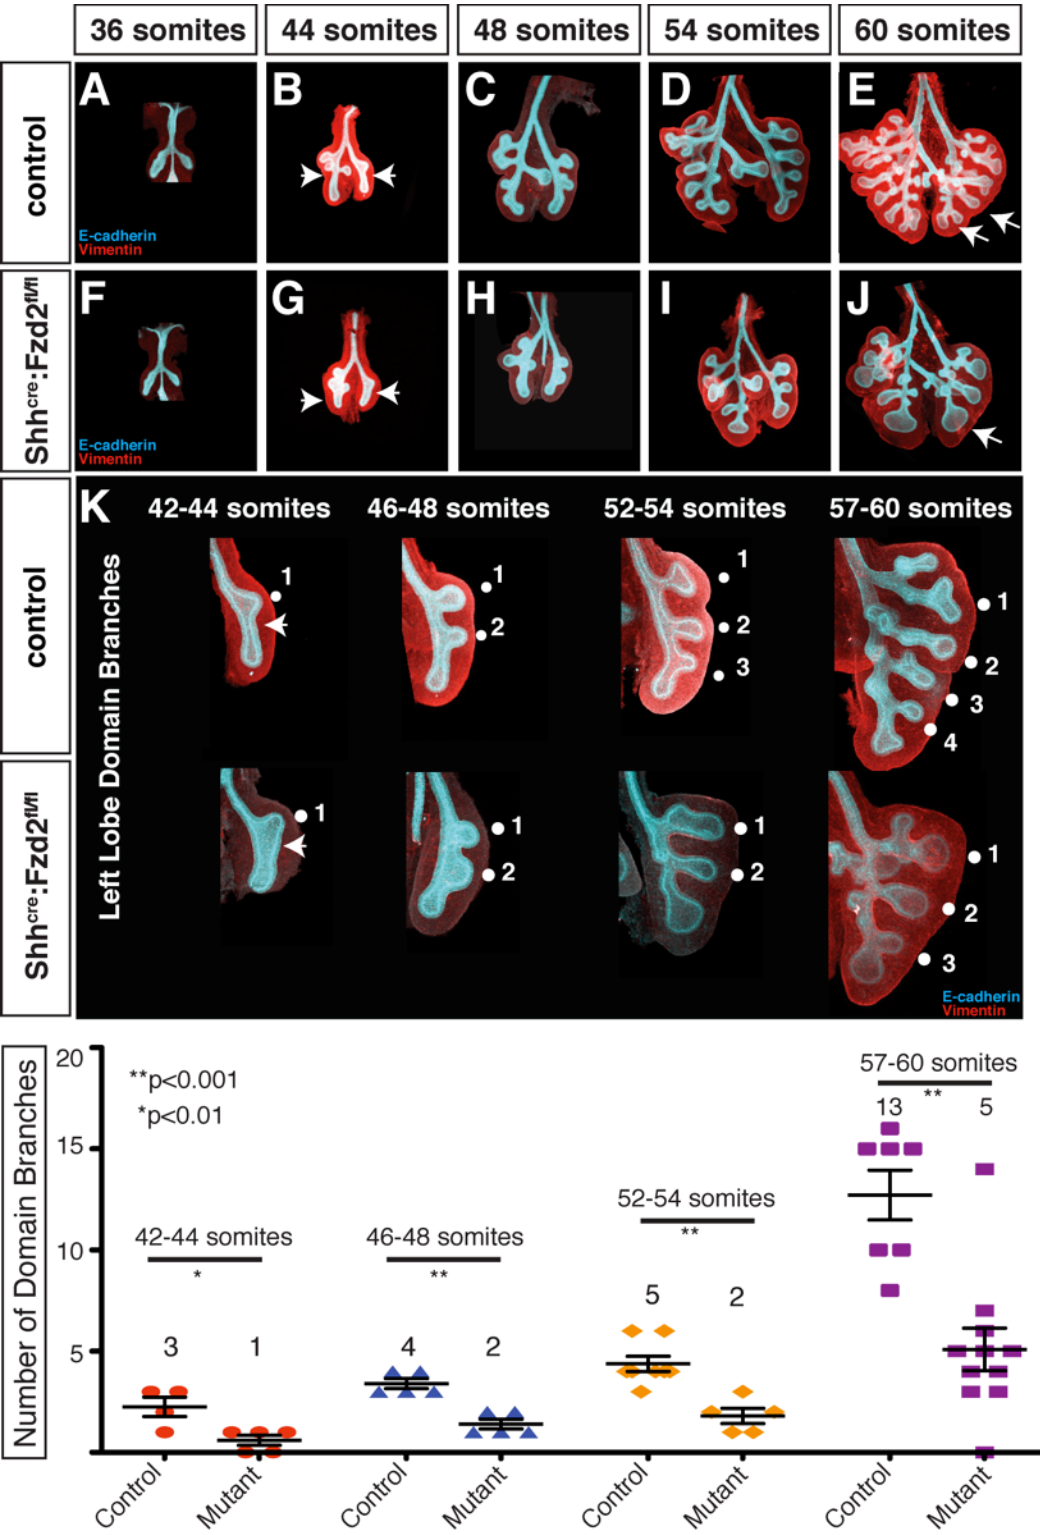 36 somites
44 somites
48 somites
54 somites
60 somites
control
A
B
C
D
E
E-cadherin
Vimentin
Shhcre:Fzd2fl/fl
F
G
H
I
J
E-cadherin
Vimentin
K
42-44 somites
46-48 somites
52-54 somites
57-60 somites
Left Lobe Domain Branches
control
1
1
2
1
2
3
1
2
3
4
Shhcre:Fzd2fl/fl
1
1
2
1
2
1
2
3
E-cadherin
Vimentin
Number of Domain Branches
20
15
10
5
**p<0.001
*p<0.01
42-44 somites
*
3
1
46-48 somites
**
4
2
52-54 somites
**
5
2
57-60 somites
**
13
5
Control
Mutant
Control
Mutant
Control
Mutant
Control
Mutant